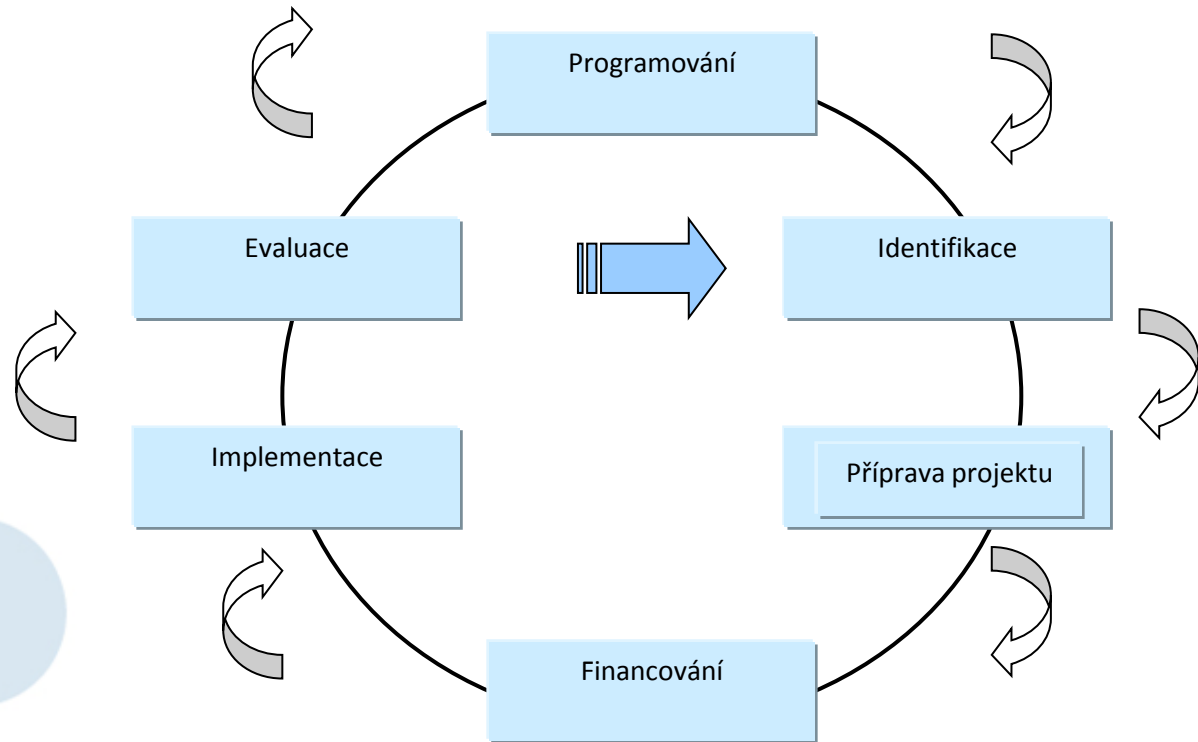 Programování
Evaluace
Identifikace
Implementace
Příprava projektu
Financování